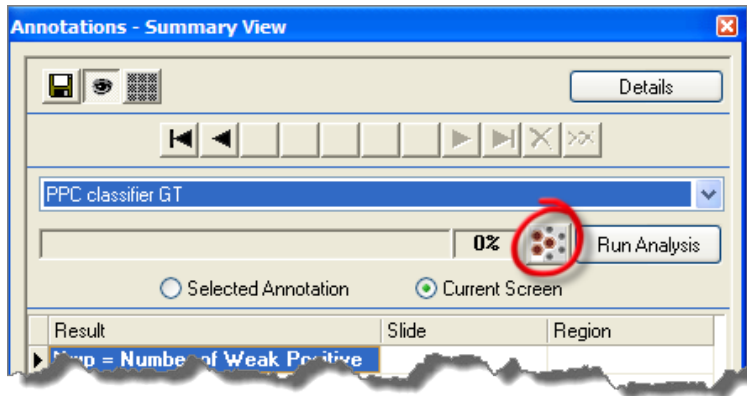 Annotations - Summary View
Details
PPC classifier GT
0%
Run Analysis
Selected Annotation
Current Screen
Result Slide Region
= Number of Weak Positive